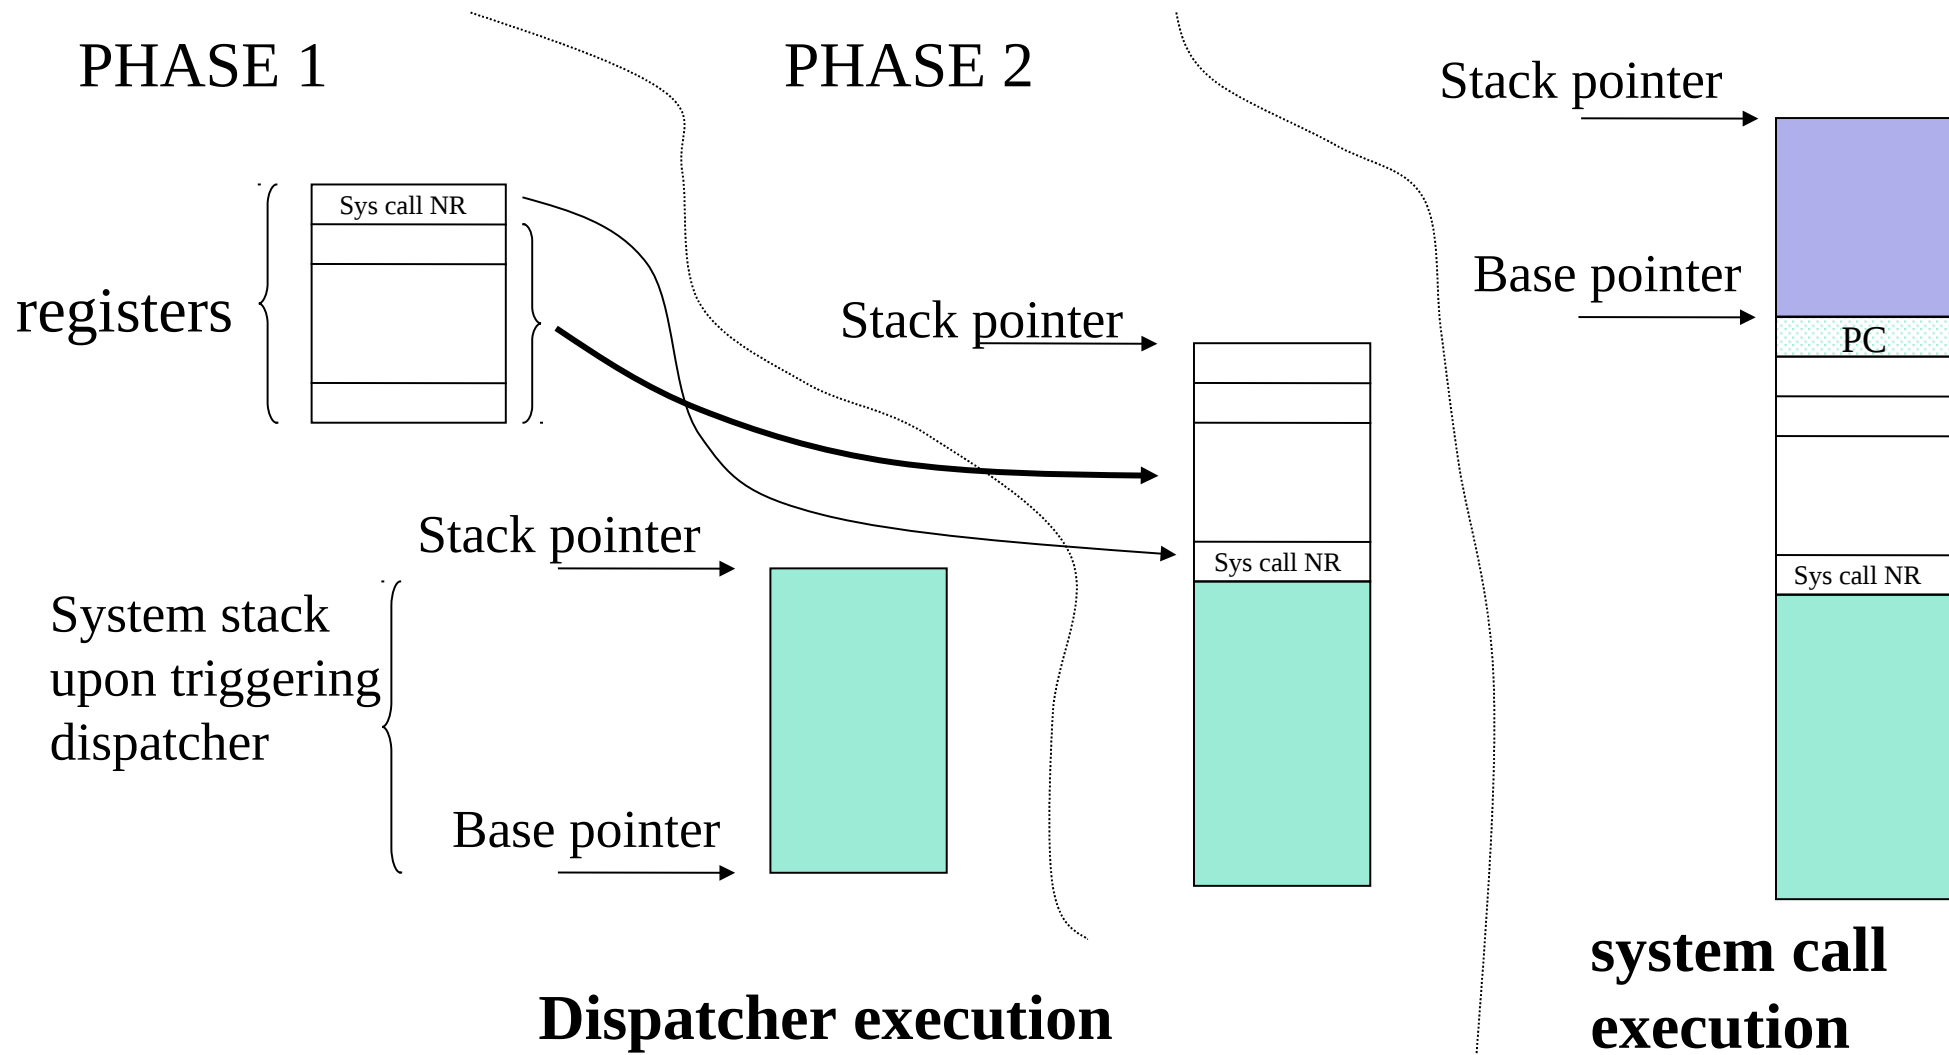 PHASE 1
PHASE 2
Stack pointer
Sys call NR
registers
Base pointer
Stack pointer
PC
Stack pointer
Sys call NR
Sys call NR
System stack
upon triggering
dispatcher
Base pointer
system call
execution
Dispatcher execution